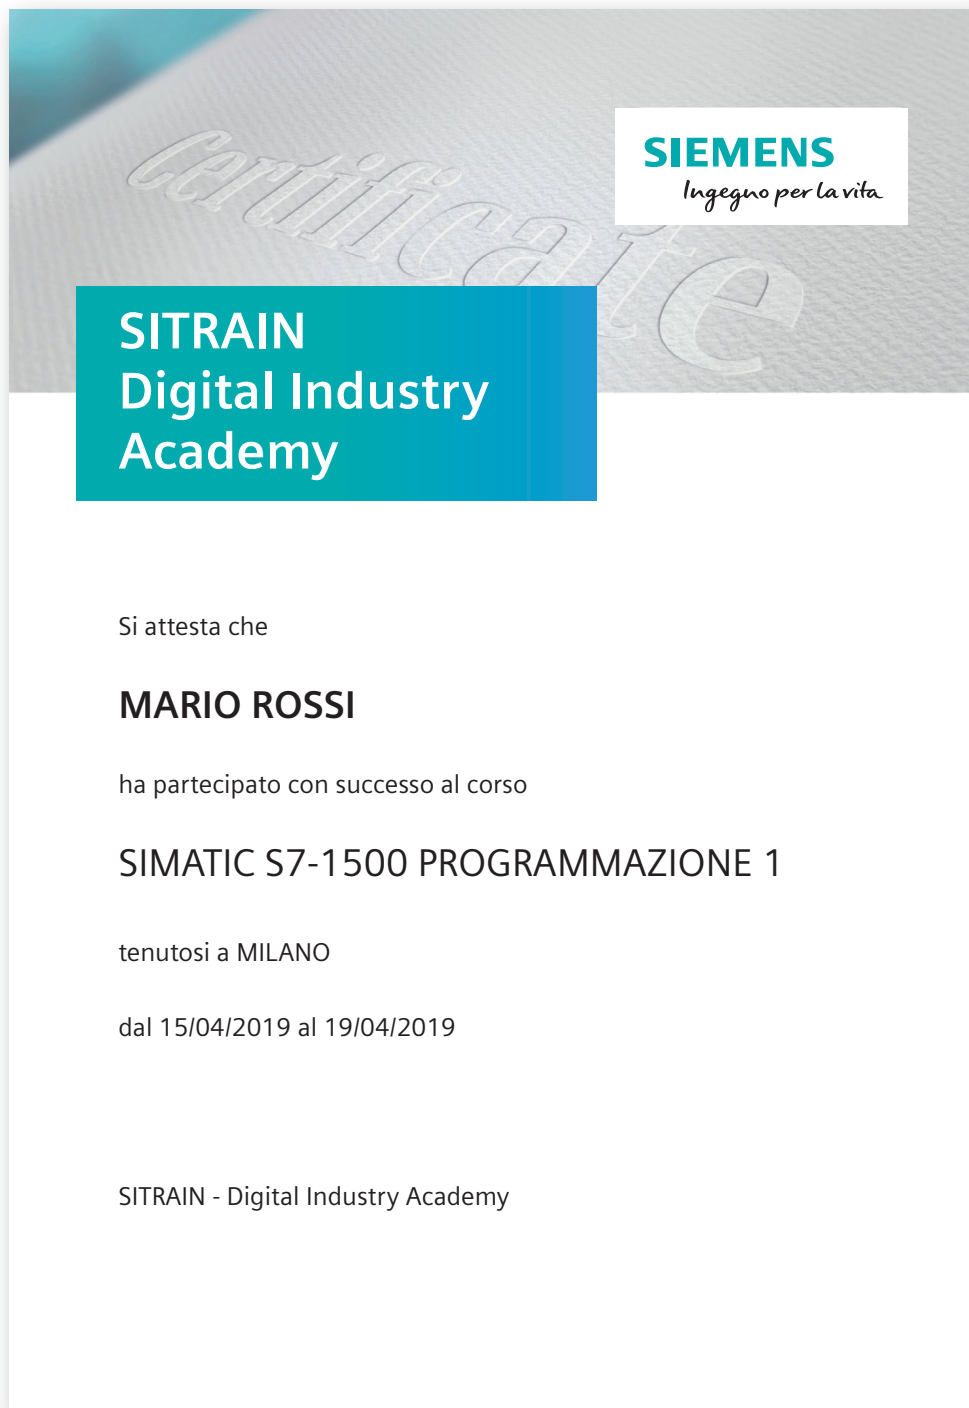 certificate
SIEMENS
Ingegno per la vita
SITRAIN
Digital Industry
Academy
Si attesta che
MARIO ROSSI
ha partecipato con successo al corso
SIMATIC S7-1500 PROGRAMMAZIONE 1
tenutosi a MILANO
dal 15/04/2019 al 19/04/2019
SITRAIN - Digital Industry Academy